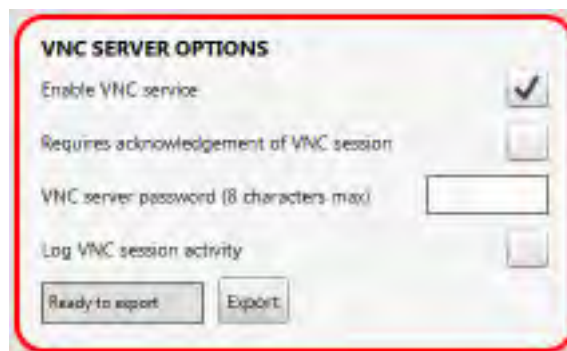 VNC SERVER OPTIONS
Enable VNC service
Requires acknowledgement of VNC session
VNC server password (8 characters max)
Log VNC session activity
Ready to export Export